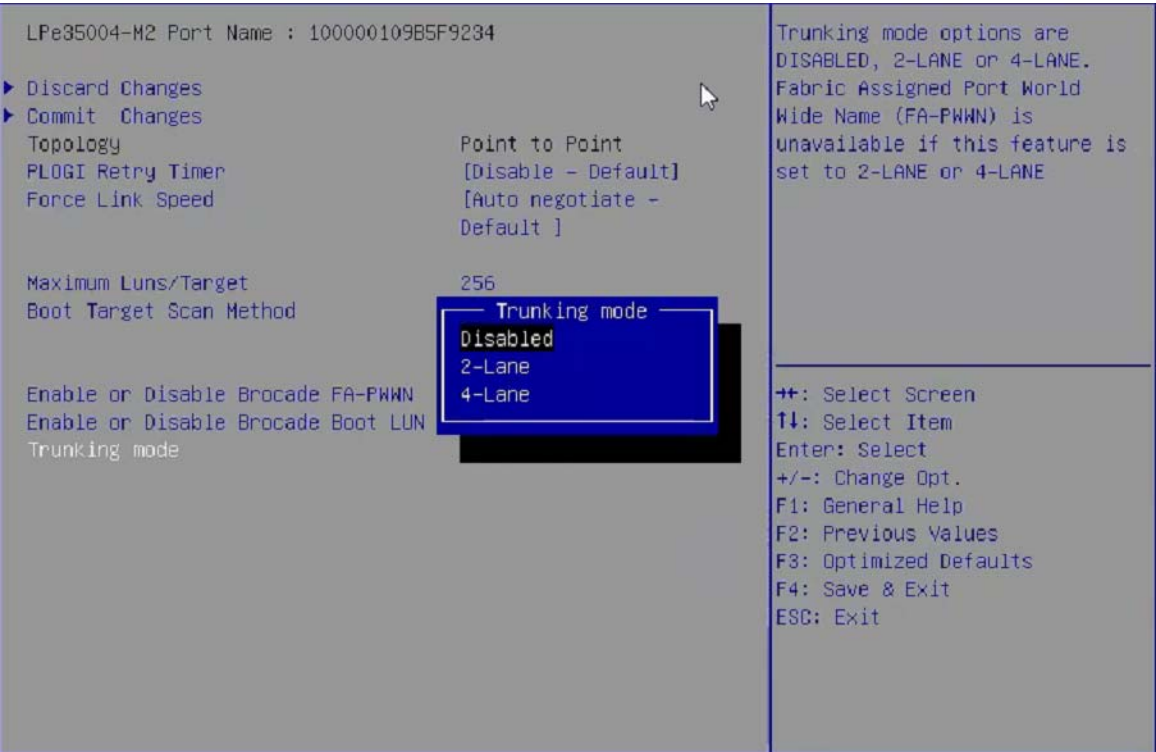 LPe35004-M2 Port Name : 100000109B5F9234
Discard Changes
Commit Changes
Topology Point to Point
PLOGI Retry Timer [Disable - Default]
Force Link Speed [Auto negotiate -
Default ]
Maximum Luns/Target 256
Boot Target Scan Method
Enable or Disable Brocade FA-PWWN
Enable or Disable Brocade Boot LUN
Trunking mode
Trunking mode
Disabled
2-Lane
4-Lane
Trunking mode options are
DISABLED, 2-LANE or 4-LANE.
Fabric Assigned Port World
Wide Name (FA-PWWN) is
unavailable if this feature is
set to 2-LANE or 4-LANE
→←: Select Screen
↑↓: Select Item
Enter: Select
+/-: Change Opt.
F1: General Help
F2: Previous Values
F3: Optimized Defaults
F4: Save & Exit
ESC: Exit